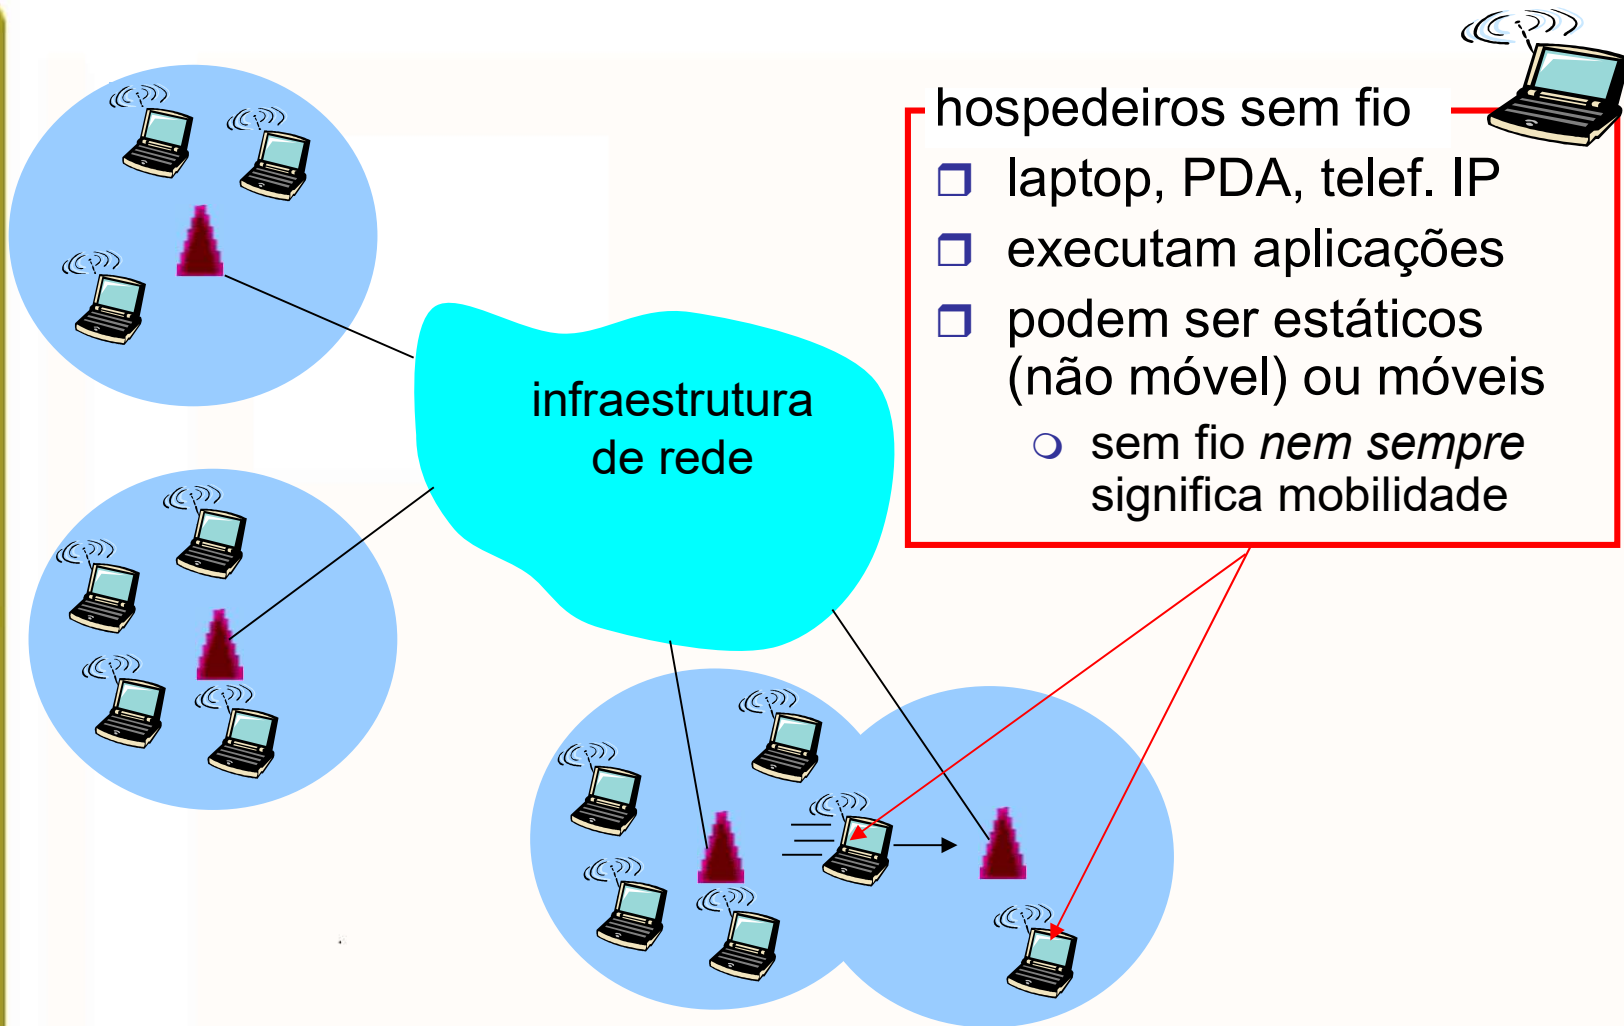 hospedeiros sem fio
laptop, PDA, telef. IP
executam aplicações
podem ser estáticos
(não móvel) ou móveis
sem fio nem sempre
significa mobilidade
infraestrutura
de rede